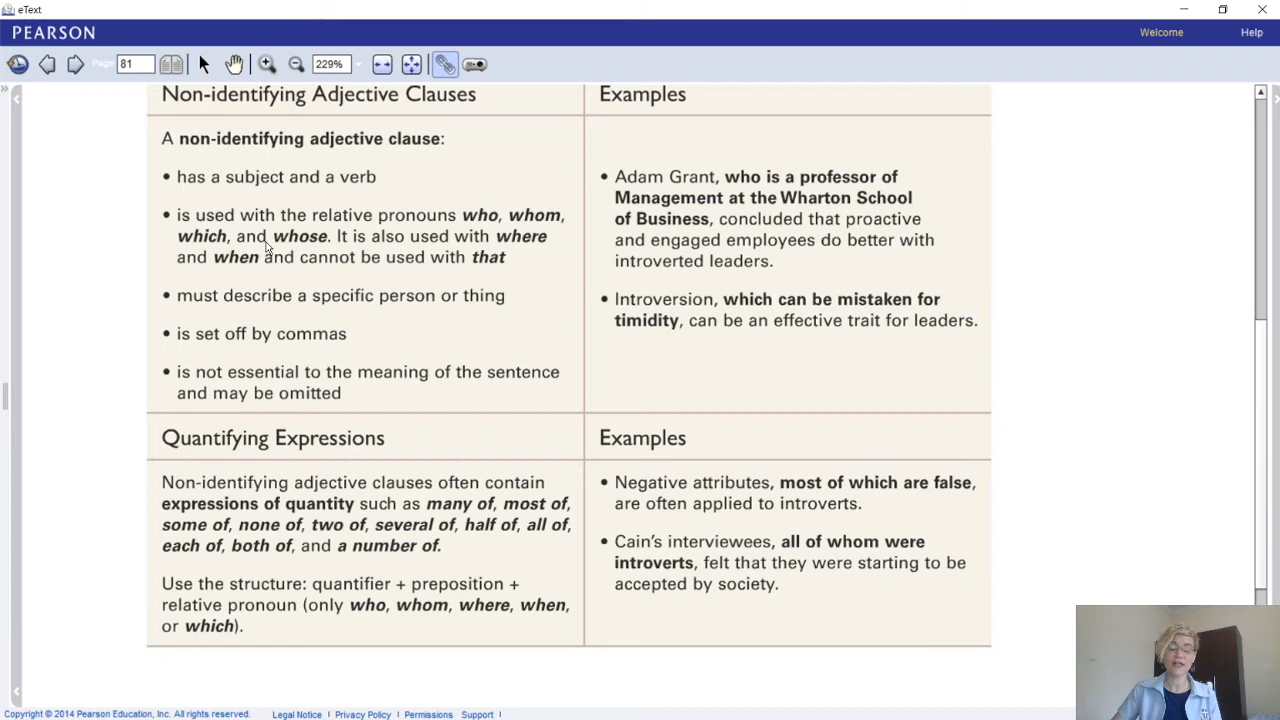 eText
PEARSON
Welcome
Help
Page: 81
229%
Non-identifying Adjective Clauses
Examples
A non-identifying adjective clause:
• has a subject and a verb
• is used with the relative pronouns who, whom,
which, and whose. It is also used with where
and when and cannot be used with that
• must describe a specific person or thing
• is set off by commas
• is not essential to the meaning of the sentence
and may be omitted
• Adam Grant, who is a professor of
Management at the Wharton School
of Business, concluded that proactive
and engaged employees do better with
introverted leaders.
• Introversion, which can be mistaken for
timidity, can be an effective trait for leaders.
Quantifying Expressions
Examples
Non-identifying adjective clauses often contain
expressions of quantity such as many of, most of,
some of, none of, two of, several of, half of, all of,
each of, both of, and a number of.
Use the structure: quantifier + preposition +
relative pronoun (only who, whom, where, when,
or which).
• Negative attributes, most of which are false,
are often applied to introverts.
• Cain's interviewees, all of whom were
introverts, felt that they were starting to be
accepted by society.
Copyright © 2014 Pearson Education, Inc. All rights reserved.
Legal Notice | Privacy Policy | Permissions Support |